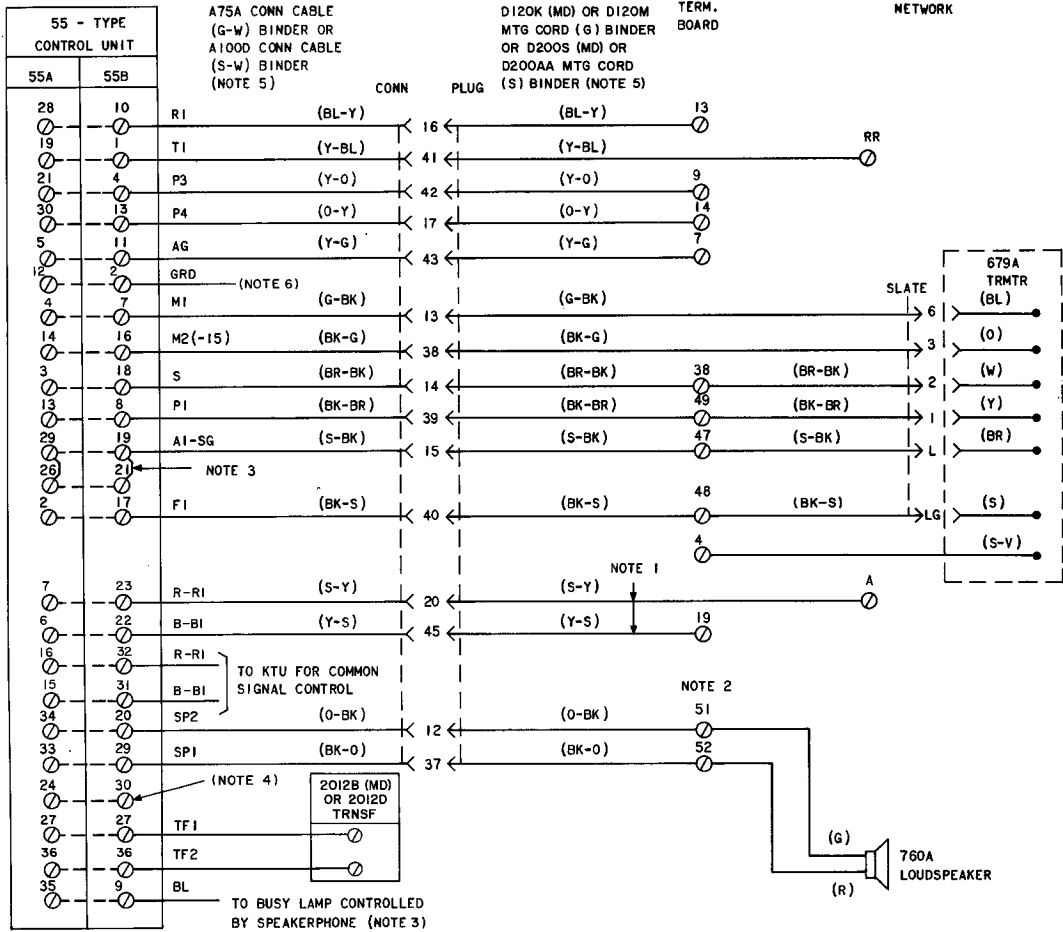 55 - TYPE
CONTROL UNIT
55A 55B
A75A CONN CABLE
(G-W) BINDER OR
A100D CONN CABLE
(S-W) BINDER
(NOTE 5)
CONN PLUG
D120K (MD) OR D120M
MTG CORD (G) BINDER
OR D200S (MD) OR
D200AA MTG CORD
(S) BINDER (NOTE 5)
TERM.
BOARD
NETWORK
28 10 R1 (BL-Y) 16 (BL-Y) 13
19 1 T1 (Y-BL) 41 (Y-BL) RR
21 4 P3 (Y-O) 42 (Y-O) 9
30 13 P4 (O-Y) 17 (O-Y) 14
5 11 AG (Y-G) 43 (Y-G) 7
12 2 GRD (NOTE 6)
679A
TRMTR
SLATE
4 7 M1 (G-BK) 13 (G-BK) 6 (BL)
14 16 M2(-15) (BK-G) 38 (BK-G) 3 (O)
3 18 S (BR-BK) 14 (BR-BK) 38 (BR-BK) 2 (W)
13 8 P1 (BK-BR) 39 (BK-BR) 49 (BK-BR) 1 (Y)
29 19 A1-SG (S-BK) 15 (S-BK) 47 (S-BK) L (BR)
26 21 NOTE 3
2 17 F1 (BK-S) 40 (BK-S) 48 (BK-S) LG (S)
4 (S-V)
NOTE 1
7 23 R-R1 (S-Y) 20 (S-Y) A
6 22 B-B1 (Y-S) 45 (Y-S) 19
16 32 R-R1
15 31 B-B1
TO KTU FOR COMMON
SIGNAL CONTROL
NOTE 2
34 20 SP2 (O-BK) 12 (O-BK) 51
33 29 SP1 (BK-O) 37 (BK-O) 52
24 30 (NOTE 4)
2012B (MD)
OR 2012D
TRNSF
27 27 TF1
36 36 TF2
35 9 BL
TO BUSY LAMP CONTROLLED
BY SPEAKERPHONE (NOTE 3)
(G)
(R)
760A
LOUDSPEAKER